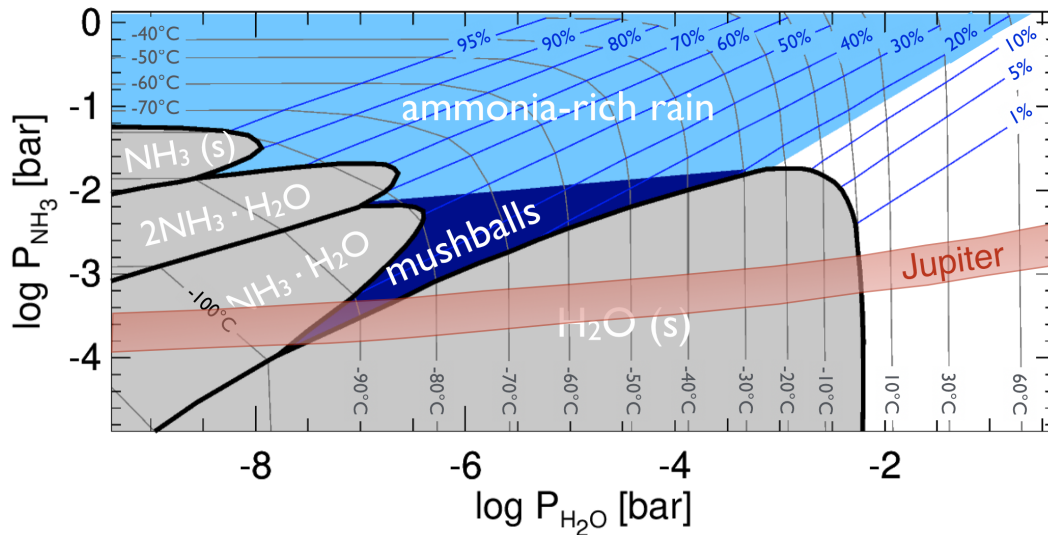 0
-1
-2
-3
-4
log P_NH₃ [bar]
-40°C
-50°C
-60°C
-70°C
95%
90%
80%
70%
60%
50%
40%
30%
20%
10%
5%
1%
ammonia-rich rain
NH₃ (s)
2NH₃ · H₂O
NH₃ · H₂O
mushballs
Jupiter
-100°C
H₂O (s)
-90°C
-80°C
-70°C
-60°C
-50°C
-40°C
-30°C
-20°C
-10°C
10°C
30°C
60°C
-8
-6
-4
-2
log P_H₂O [bar]